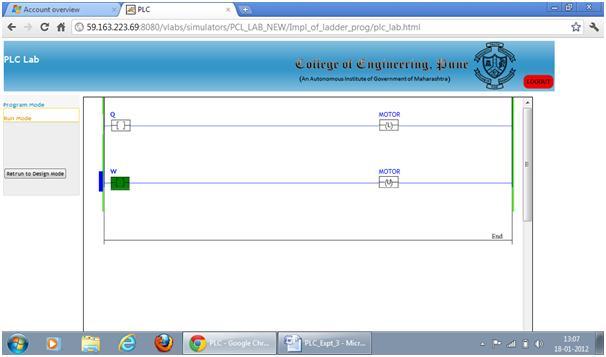 Account overview
PLC
59.163.223.69:8080/vlabs/simulators/PCL_LAB_NEW/Impl_of_ladder_prog/plc_lab.html
PLC Lab
College of Engineering, Pune
(An Autonomous Institute of Government of Maharashtra)
LOGOUT
Program Mode
Run Mode
Retrun to Design Mode
Q
MOTOR
(L)
W
MOTOR
(U)
End
PLC - Google Chr...
PLC_Expt_3 - Micr...
13:07
18-01-2012